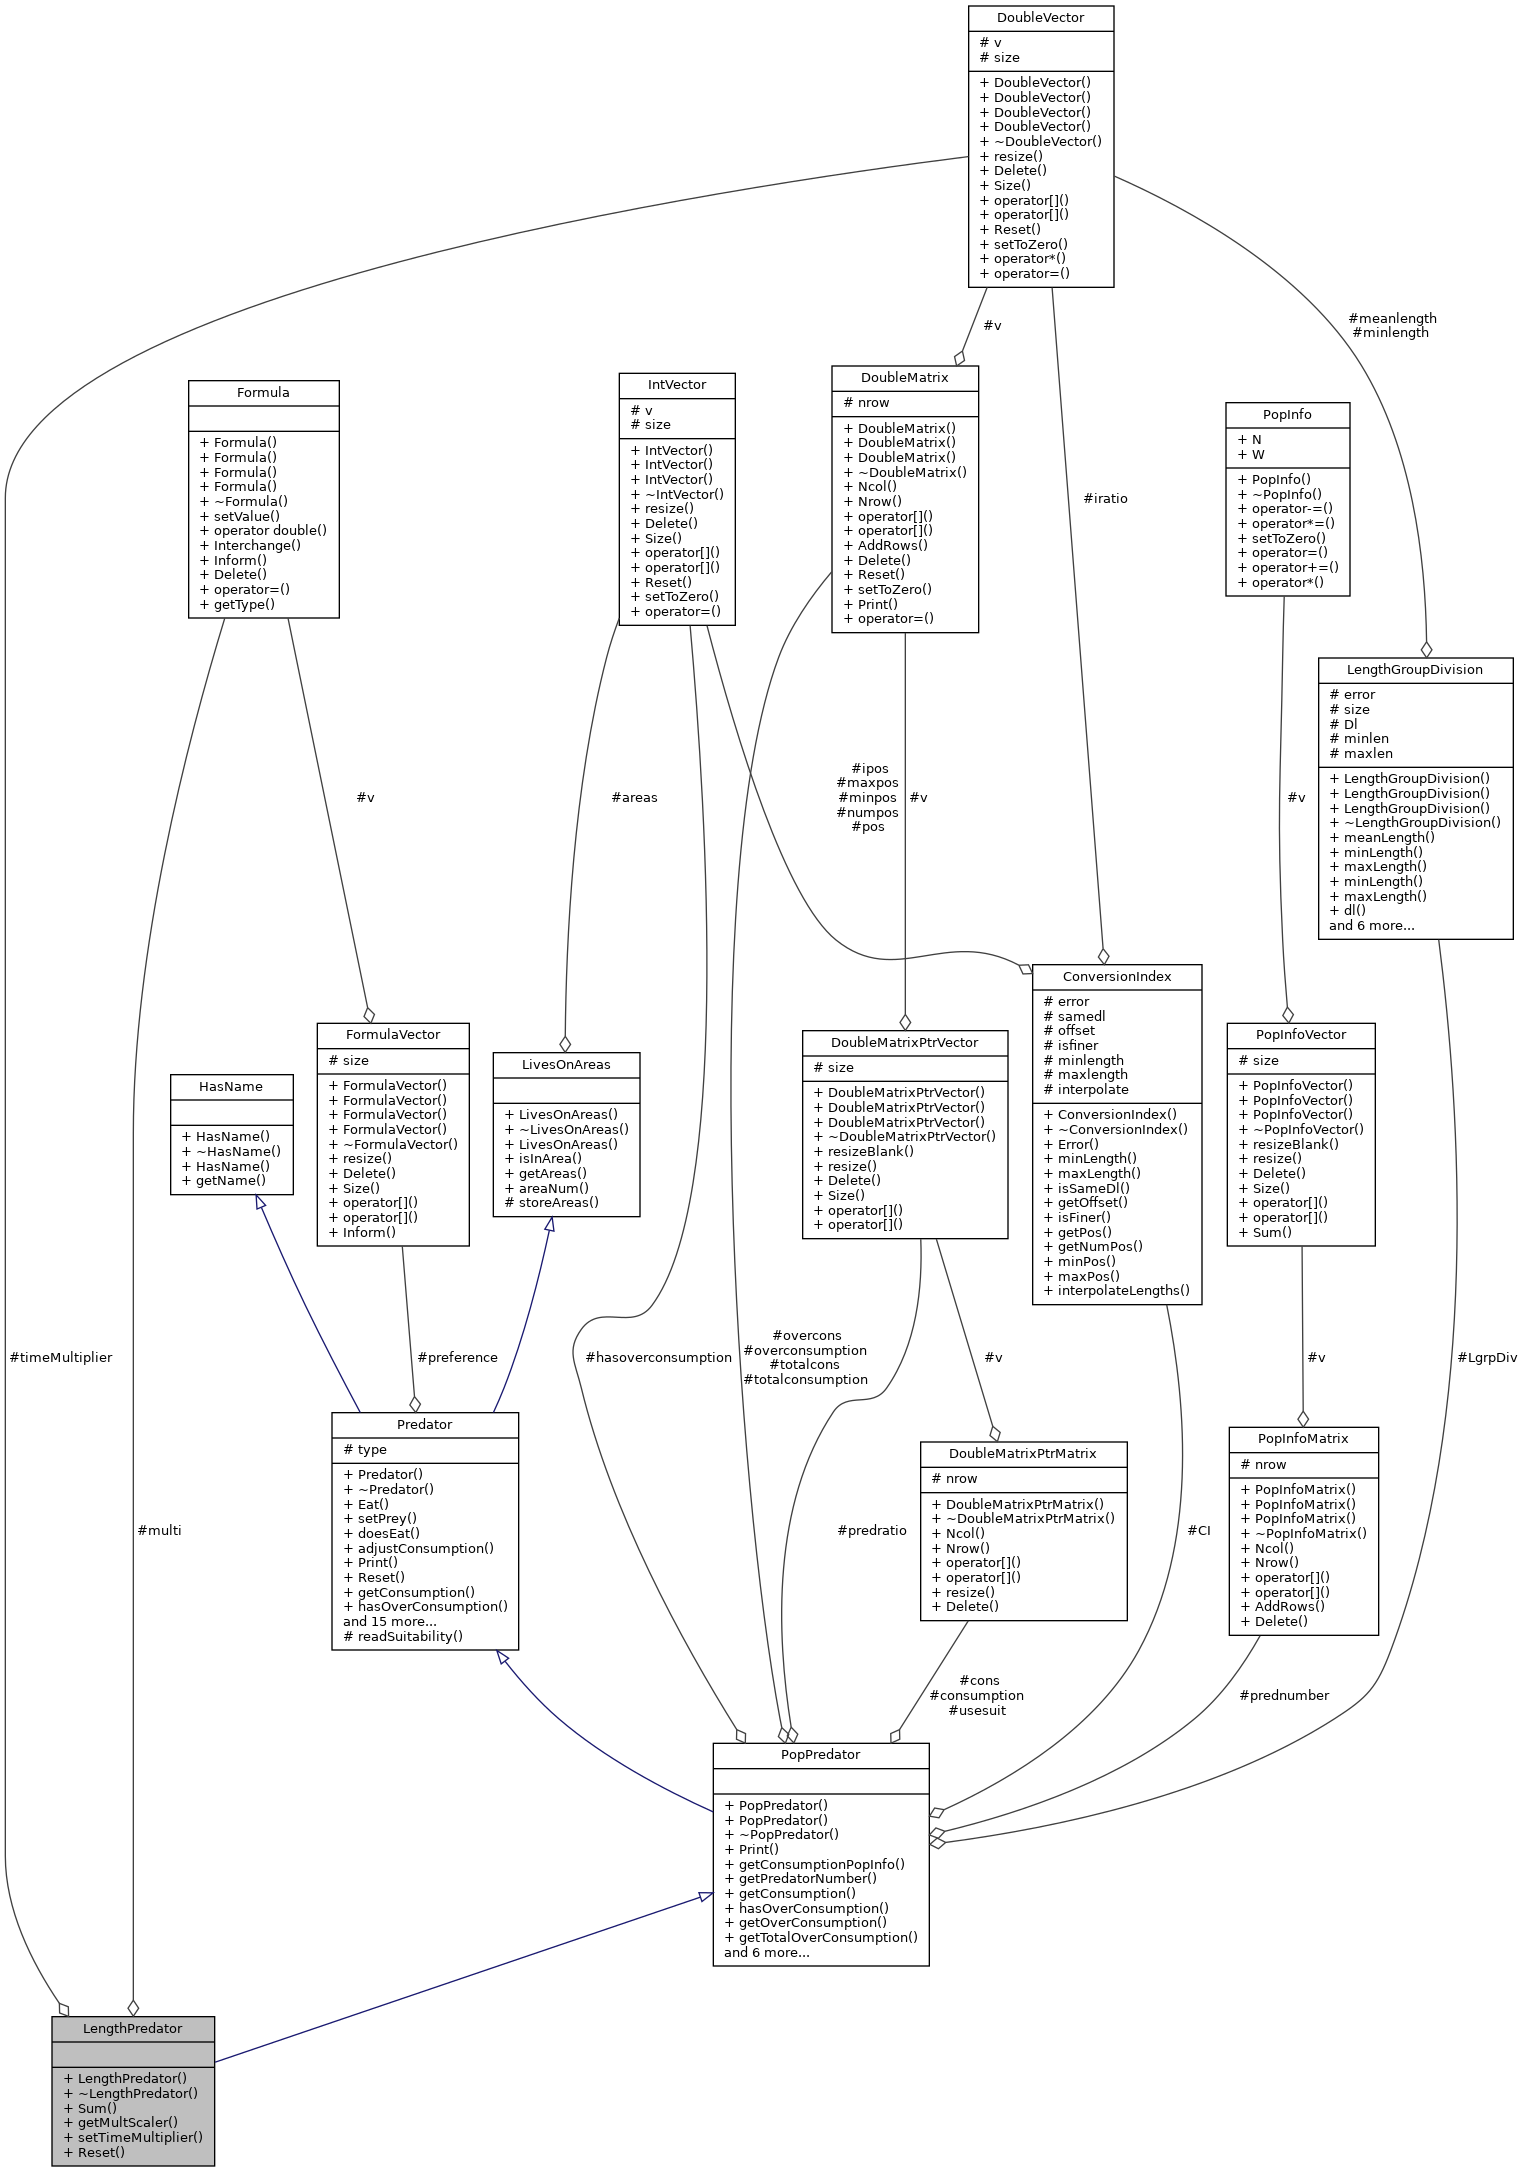 DoubleVector
# v
# size
+ DoubleVector()
+ DoubleVector()
+ DoubleVector()
+ DoubleVector()
+ ~DoubleVector()
+ resize()
+ Delete()
+ Size()
+ operator[]()
+ operator[]()
+ Reset()
+ setToZero()
+ operator*()
+ operator=()
#v
#meanlength
#minlength
Formula
+ Formula()
+ Formula()
+ Formula()
+ Formula()
+ ~Formula()
+ setValue()
+ operator double()
+ Interchange()
+ Inform()
+ Delete()
+ operator=()
+ getType()
IntVector
# v
# size
+ IntVector()
+ IntVector()
+ IntVector()
+ ~IntVector()
+ resize()
+ Delete()
+ Size()
+ operator[]()
+ operator[]()
+ Reset()
+ setToZero()
+ operator=()
DoubleMatrix
# nrow
+ DoubleMatrix()
+ DoubleMatrix()
+ DoubleMatrix()
+ ~DoubleMatrix()
+ Ncol()
+ Nrow()
+ operator[]()
+ operator[]()
+ AddRows()
+ Delete()
+ Reset()
+ setToZero()
+ Print()
+ operator=()
#iratio
PopInfo
+ N
+ W
+ PopInfo()
+ ~PopInfo()
+ operator-=()
+ operator*=()
+ setToZero()
+ operator=()
+ operator+=()
+ operator*()
LengthGroupDivision
# error
# size
# Dl
# minlen
# maxlen
+ LengthGroupDivision()
+ LengthGroupDivision()
+ LengthGroupDivision()
+ ~LengthGroupDivision()
+ meanLength()
+ minLength()
+ maxLength()
+ minLength()
+ maxLength()
+ dl()
and 6 more...
#v
#areas
#ipos
#maxpos
#minpos
#numpos
#pos
#v
#v
HasName
+ HasName()
+ ~HasName()
+ HasName()
+ getName()
FormulaVector
# size
+ FormulaVector()
+ FormulaVector()
+ FormulaVector()
+ FormulaVector()
+ ~FormulaVector()
+ resize()
+ Delete()
+ Size()
+ operator[]()
+ operator[]()
+ Inform()
LivesOnAreas
+ LivesOnAreas()
+ ~LivesOnAreas()
+ LivesOnAreas()
+ isInArea()
+ getAreas()
+ areaNum()
# storeAreas()
DoubleMatrixPtrVector
# size
+ DoubleMatrixPtrVector()
+ DoubleMatrixPtrVector()
+ DoubleMatrixPtrVector()
+ ~DoubleMatrixPtrVector()
+ resizeBlank()
+ resize()
+ Delete()
+ Size()
+ operator[]()
+ operator[]()
ConversionIndex
# error
# samedl
# offset
# isfiner
# minlength
# maxlength
# interpolate
+ ConversionIndex()
+ ~ConversionIndex()
+ Error()
+ minLength()
+ maxLength()
+ isSameDl()
+ getOffset()
+ isFiner()
+ getPos()
+ getNumPos()
+ minPos()
+ maxPos()
+ interpolateLengths()
PopInfoVector
# size
+ PopInfoVector()
+ PopInfoVector()
+ PopInfoVector()
+ ~PopInfoVector()
+ resizeBlank()
+ resize()
+ Delete()
+ Size()
+ operator[]()
+ operator[]()
+ Sum()
#timeMultiplier
#preference
#hasoverconsumption
#overcons
#overconsumption
#totalcons
#totalconsumption
#v
#v
#LgrpDiv
#multi
Predator
# type
+ Predator()
+ ~Predator()
+ Eat()
+ setPrey()
+ doesEat()
+ adjustConsumption()
+ Print()
+ Reset()
+ getConsumption()
+ hasOverConsumption()
and 15 more...
# readSuitability()
#predratio
DoubleMatrixPtrMatrix
# nrow
+ DoubleMatrixPtrMatrix()
+ ~DoubleMatrixPtrMatrix()
+ Ncol()
+ Nrow()
+ operator[]()
+ operator[]()
+ resize()
+ Delete()
#CI
PopInfoMatrix
# nrow
+ PopInfoMatrix()
+ PopInfoMatrix()
+ PopInfoMatrix()
+ ~PopInfoMatrix()
+ Ncol()
+ Nrow()
+ operator[]()
+ operator[]()
+ AddRows()
+ Delete()
#cons
#consumption
#usesuit
#prednumber
PopPredator
+ PopPredator()
+ PopPredator()
+ ~PopPredator()
+ Print()
+ getConsumptionPopInfo()
+ getPredatorNumber()
+ getConsumption()
+ hasOverConsumption()
+ getOverConsumption()
+ getTotalOverConsumption()
and 6 more...
LengthPredator
+ LengthPredator()
+ ~LengthPredator()
+ Sum()
+ getMultScaler()
+ setTimeMultiplier()
+ Reset()